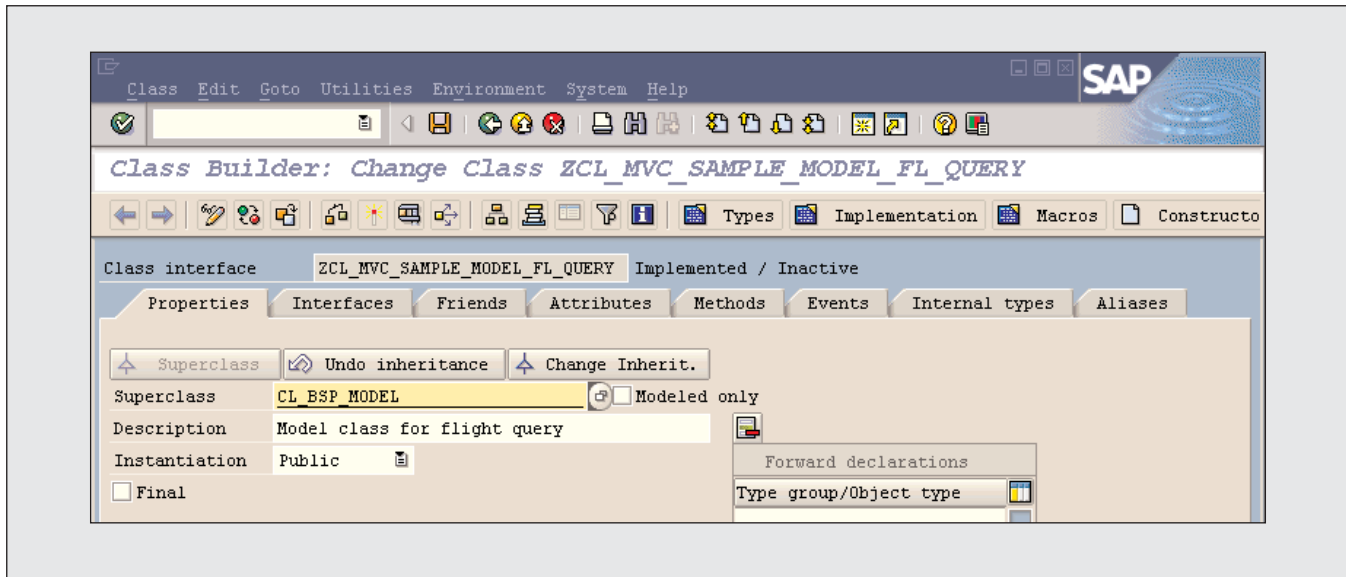 SAP
Class Edit Goto Utilities Environment System Help
Class Builder: Change Class ZCL_MVC_SAMPLE_MODEL_FL_QUERY
Types Implementation Macros Constructo
Class interface ZCL_MVC_SAMPLE_MODEL_FL_QUERY Implemented / Inactive
Properties Interfaces Friends Attributes Methods Events Internal types Aliases
Superclass Undo inheritance Change Inherit.
Superclass CL_BSP_MODEL Modeled only
Description Model class for flight query
Instantiation Public Forward declarations
Final Type group/Object type